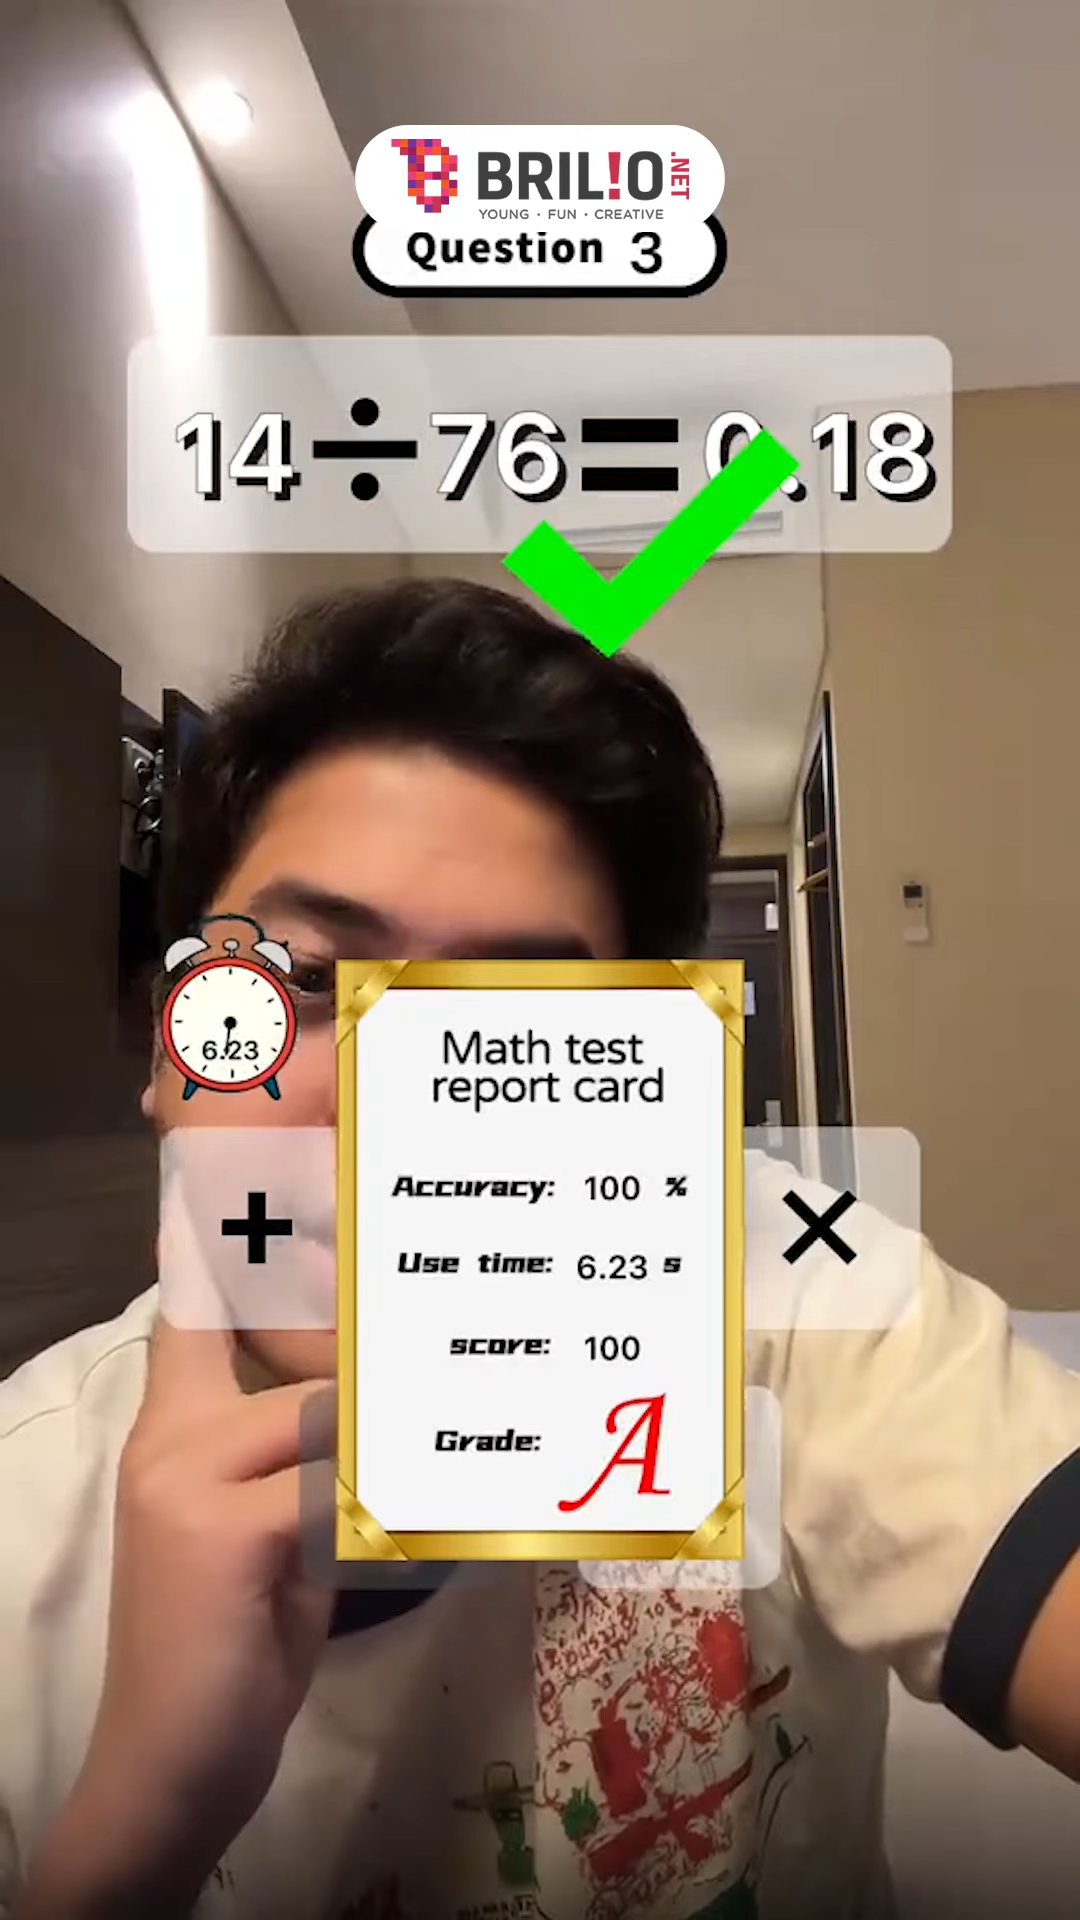 BRIL!O.NET
YOUNG · FUN · CREATIVE
Question 3
14÷76=0.18
6.23
Math test
report card
Accuracy: 100 %
Use time: 6.23 s
score: 100
Grade: A
+
×